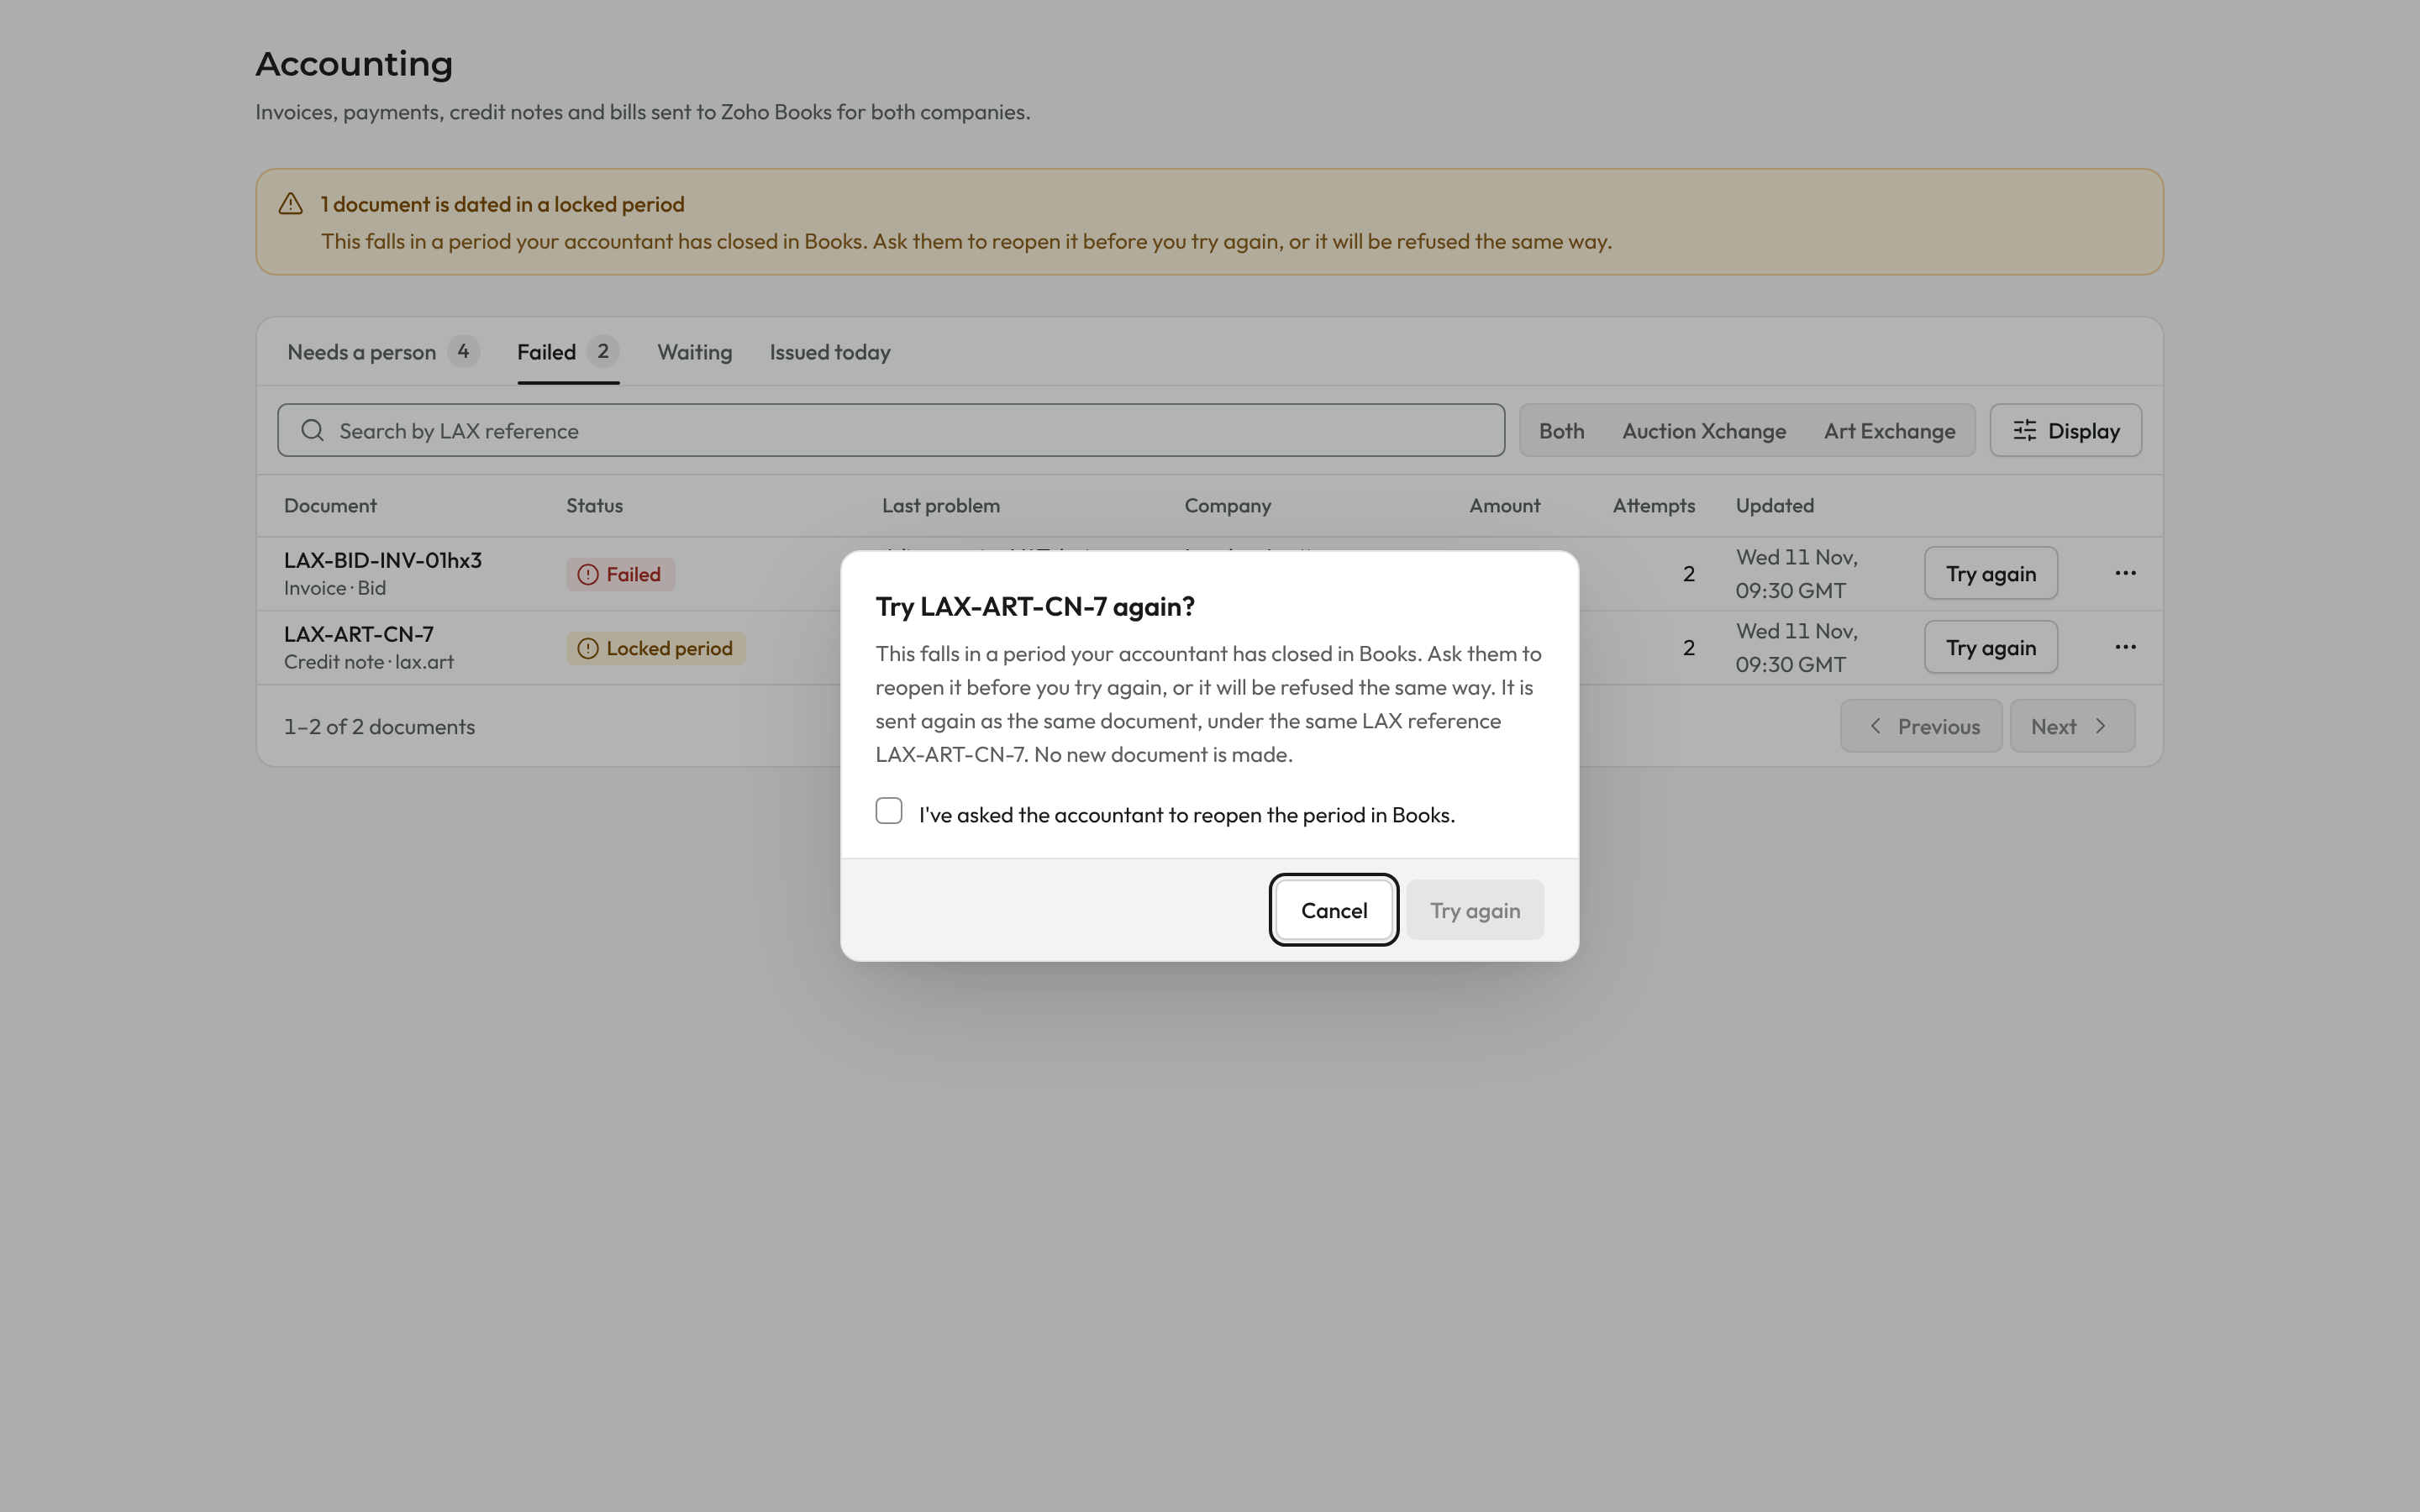 Accounting
Invoices, payments, credit notes and bills sent to Zoho Books for both companies.
1 document is dated in a locked period
This falls in a period your accountant has closed in Books. Ask them to reopen it before you try again, or it will be refused the same way.
Needs a person 4 Failed 2 Waiting Issued today
Search by LAX reference Both Auction Xchange Art Exchange Display
Document Status Last problem Company Amount Attempts Updated
LAX-BID-INV-01hx3
Invoice · Bid
Failed
2
Wed 11 Nov,
09:30 GMT
Try again
LAX-ART-CN-7
Credit note · lax.art
Locked period
2
Wed 11 Nov,
09:30 GMT
Try again
1–2 of 2 documents
Previous Next
Try LAX-ART-CN-7 again?
This falls in a period your accountant has closed in Books. Ask them to
reopen it before you try again, or it will be refused the same way. It is
sent again as the same document, under the same LAX reference
LAX-ART-CN-7. No new document is made.
I've asked the accountant to reopen the period in Books.
Cancel Try again